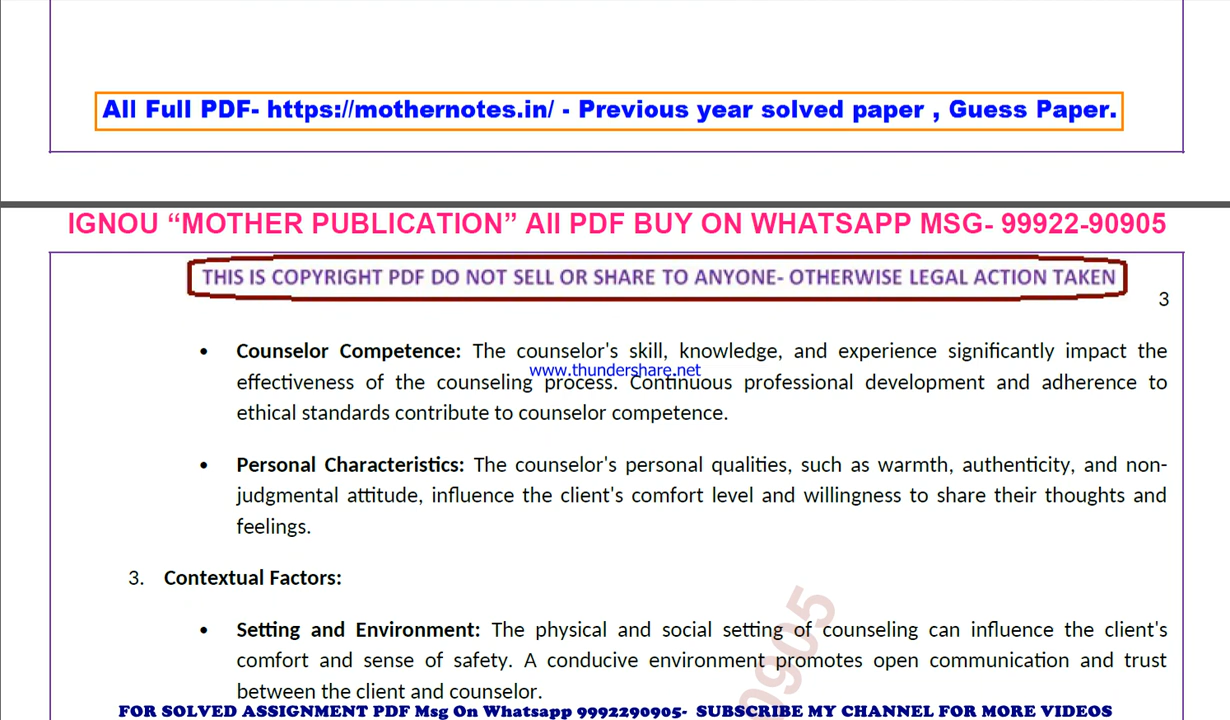 All Full PDF- https://mothernotes.in/ - Previous year solved paper , Guess Paper.
IGNOU “MOTHER PUBLICATION” All PDF BUY ON WHATSAPP MSG- 99922-90905
THIS IS COPYRIGHT PDF DO NOT SELL OR SHARE TO ANYONE- OTHERWISE LEGAL ACTION TAKEN
3
• Counselor Competence: The counselor's skill, knowledge, and experience significantly impact the
www.thundershare.net
effectiveness of the counseling process. Continuous professional development and adherence to
ethical standards contribute to counselor competence.
• Personal Characteristics: The counselor's personal qualities, such as warmth, authenticity, and non-
judgmental attitude, influence the client's comfort level and willingness to share their thoughts and
feelings.
3. Contextual Factors:
• Setting and Environment: The physical and social setting of counseling can influence the client's
comfort and sense of safety. A conducive environment promotes open communication and trust
between the client and counselor.
0905
FOR SOLVED ASSIGNMENT PDF Msg On Whatsapp 9992290905- SUBSCRIBE MY CHANNEL FOR MORE VIDEOS